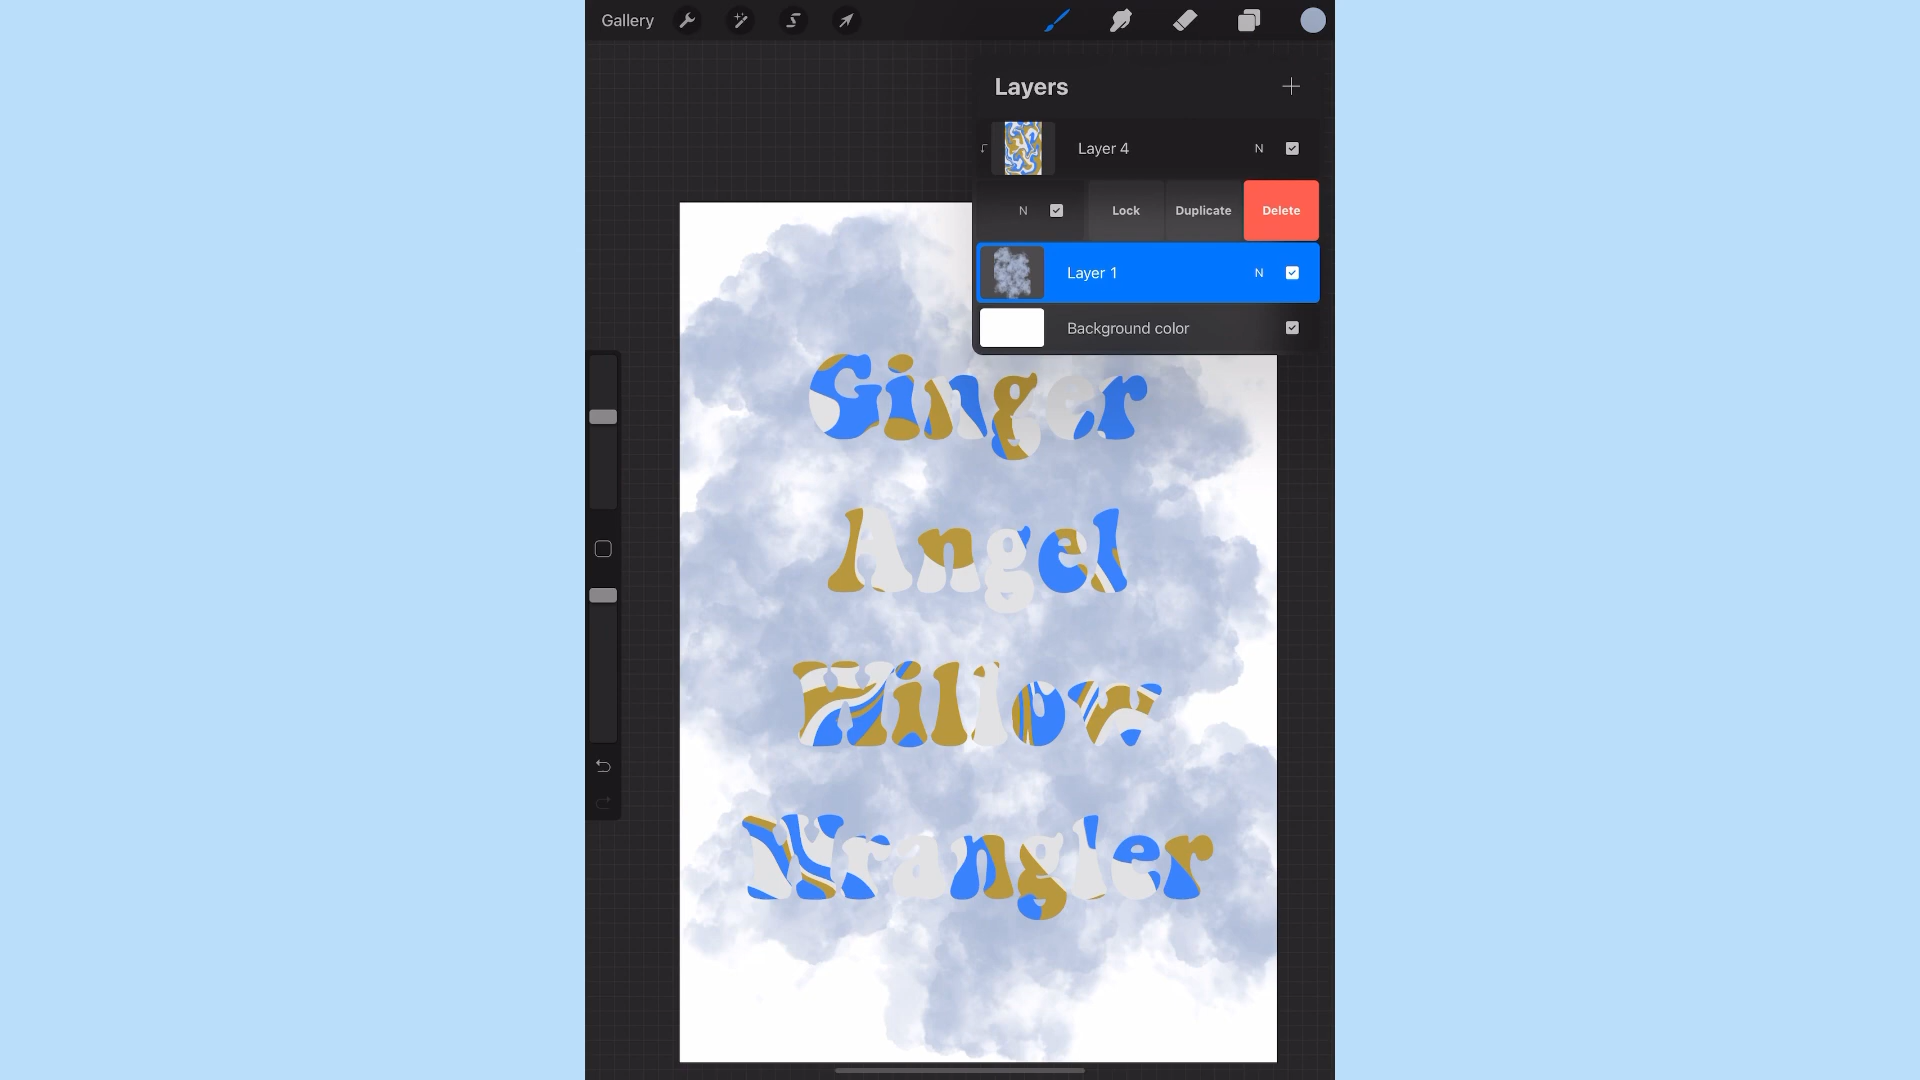 Gallery
Layers
Layer 4 N
N Lock Duplicate Delete
Layer 1 N
Background color
Ginger
Angel
Willow
Wrangler